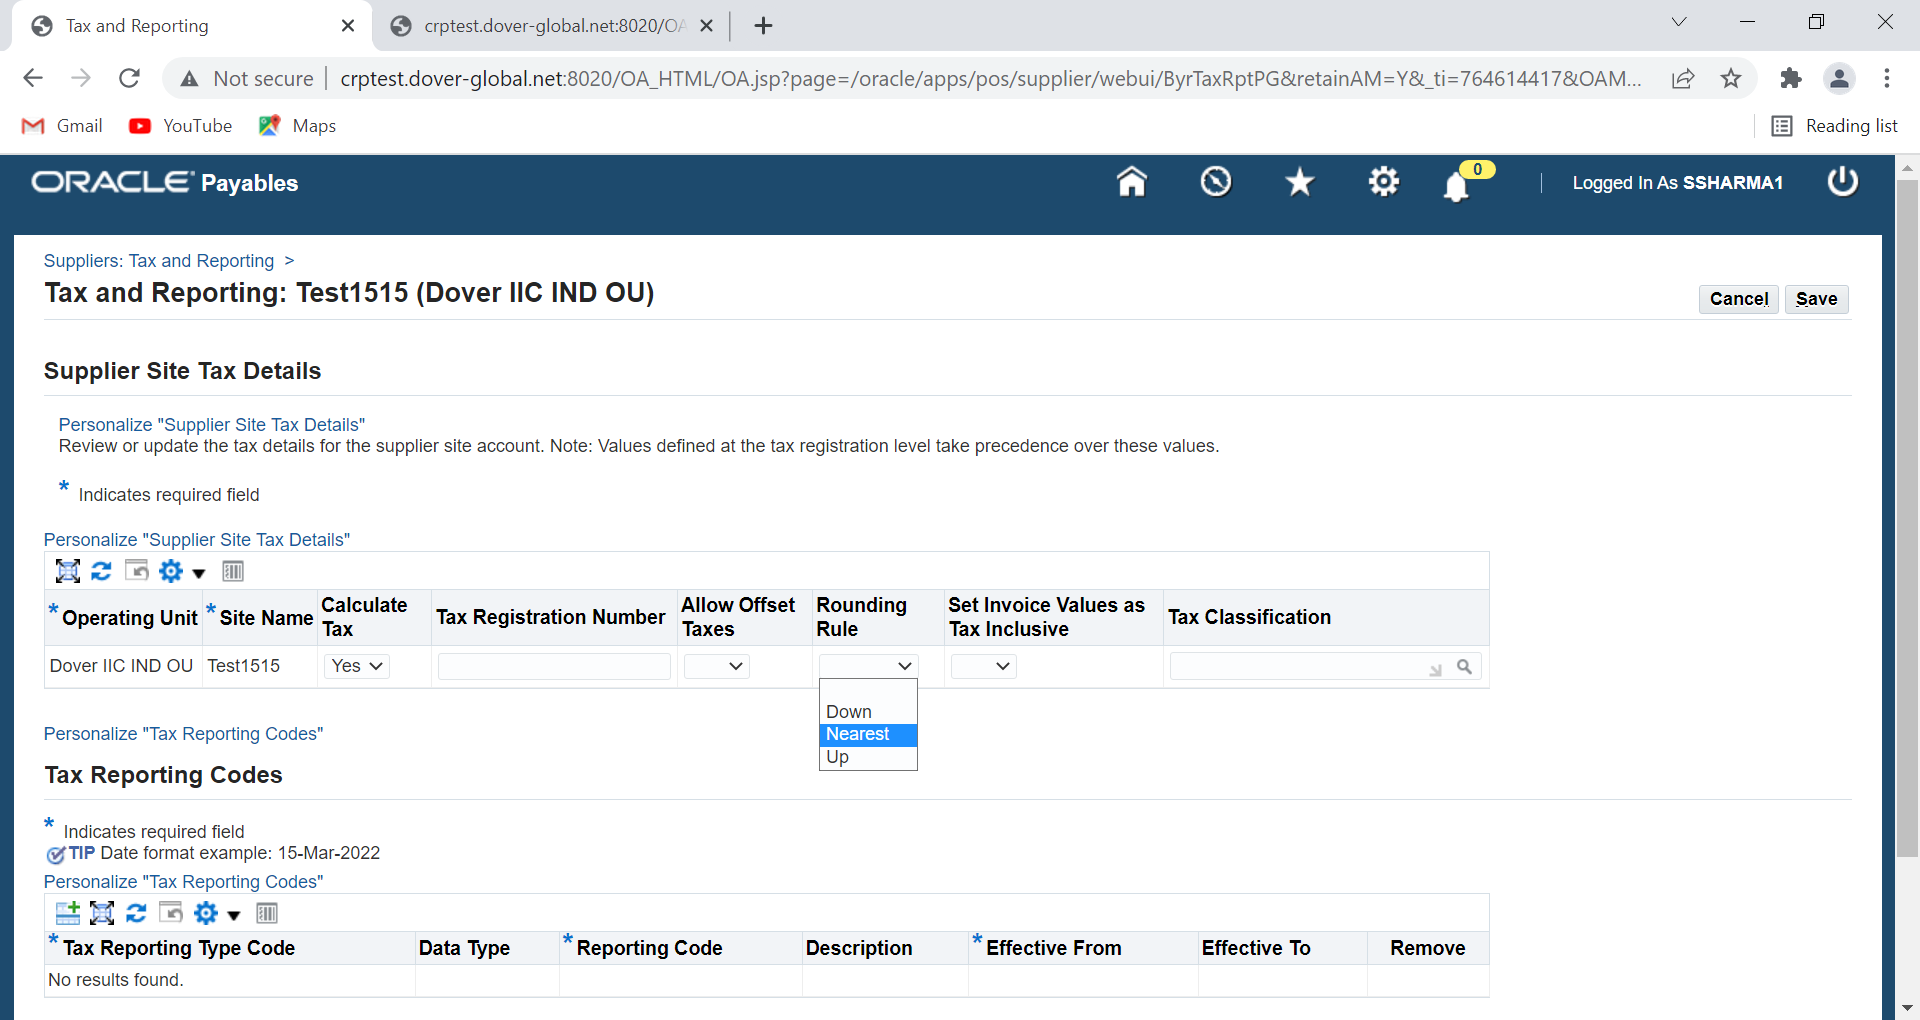 Tax and Reporting
crptest.dover-global.net:8020/OA
Not secure
crptest.dover-global.net:8020/OA_HTML/OA.jsp?page=/oracle/apps/pos/supplier/webui/ByrTaxRptPG&retainAM=Y&_ti=764614417&OAM...
Gmail YouTube Maps Reading list
ORACLE Payables
0
Logged In As SSHARMA1
Suppliers: Tax and Reporting >
Tax and Reporting: Test1515 (Dover IIC IND OU)
Cancel Save
Supplier Site Tax Details
Personalize "Supplier Site Tax Details"
Review or update the tax details for the supplier site account. Note: Values defined at the tax registration level take precedence over these values.
* Indicates required field
Personalize "Supplier Site Tax Details"
* Operating Unit * Site Name Calculate Tax Tax Registration Number Allow Offset Taxes Rounding Rule Set Invoice Values as Tax Inclusive Tax Classification
Dover IIC IND OU Test1515 Yes
Down
Nearest
Up
Personalize "Tax Reporting Codes"
Tax Reporting Codes
* Indicates required field
TIP Date format example: 15-Mar-2022
Personalize "Tax Reporting Codes"
* Tax Reporting Type Code Data Type * Reporting Code Description * Effective From Effective To Remove
No results found.